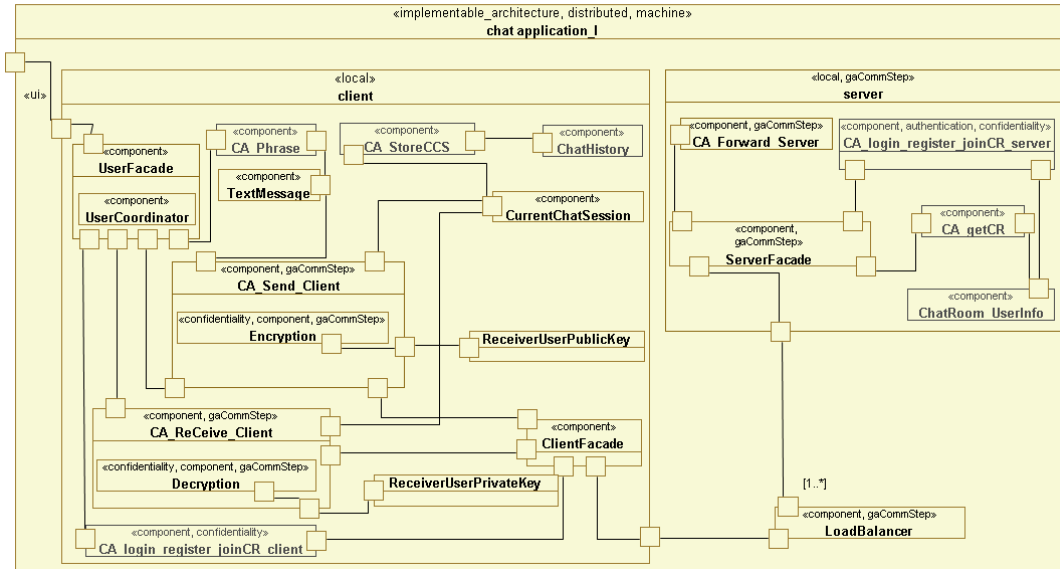 «implementable_architecture, distributed, machine»
chat application_I
«ui»
«local»
client
«component»
UserFacade
«component»
UserCoordinator
«component»
CA_Phrase
TextMessage
«component»
CA_StoreCCS
«component»
ChatHistory
«component»
CurrentChatSession
«component, gaCommStep»
CA_Send_Client
«confidentiality, component, gaCommStep»
Encryption
ReceiverUserPublicKey
«component, gaCommStep»
CA_ReCeive_Client
«confidentiality, component, gaCommStep»
Decryption
ReceiverUserPrivateKey
«component»
ClientFacade
«component, confidentiality»
CA_login_register_joinCR_client
«local, gaCommStep»
server
«component, gaCommStep»
CA_Forward_Server
«component, authentication, confidentiality»
CA_login_register_joinCR_server
«component,
gaCommStep»
ServerFacade
«component»
CA_getCR
«component»
ChatRoom_UserInfo
[1..*]
«component, gaCommStep»
LoadBalancer